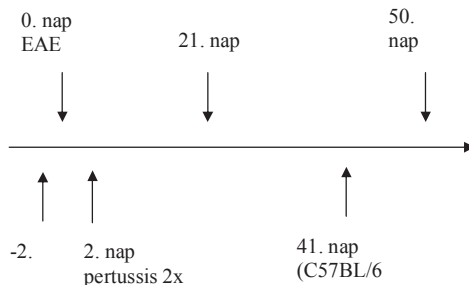 0. nap
EAE
21. nap
50.
nap
-2.
2. nap
pertussis 2x
41. nap
(C57BL/6